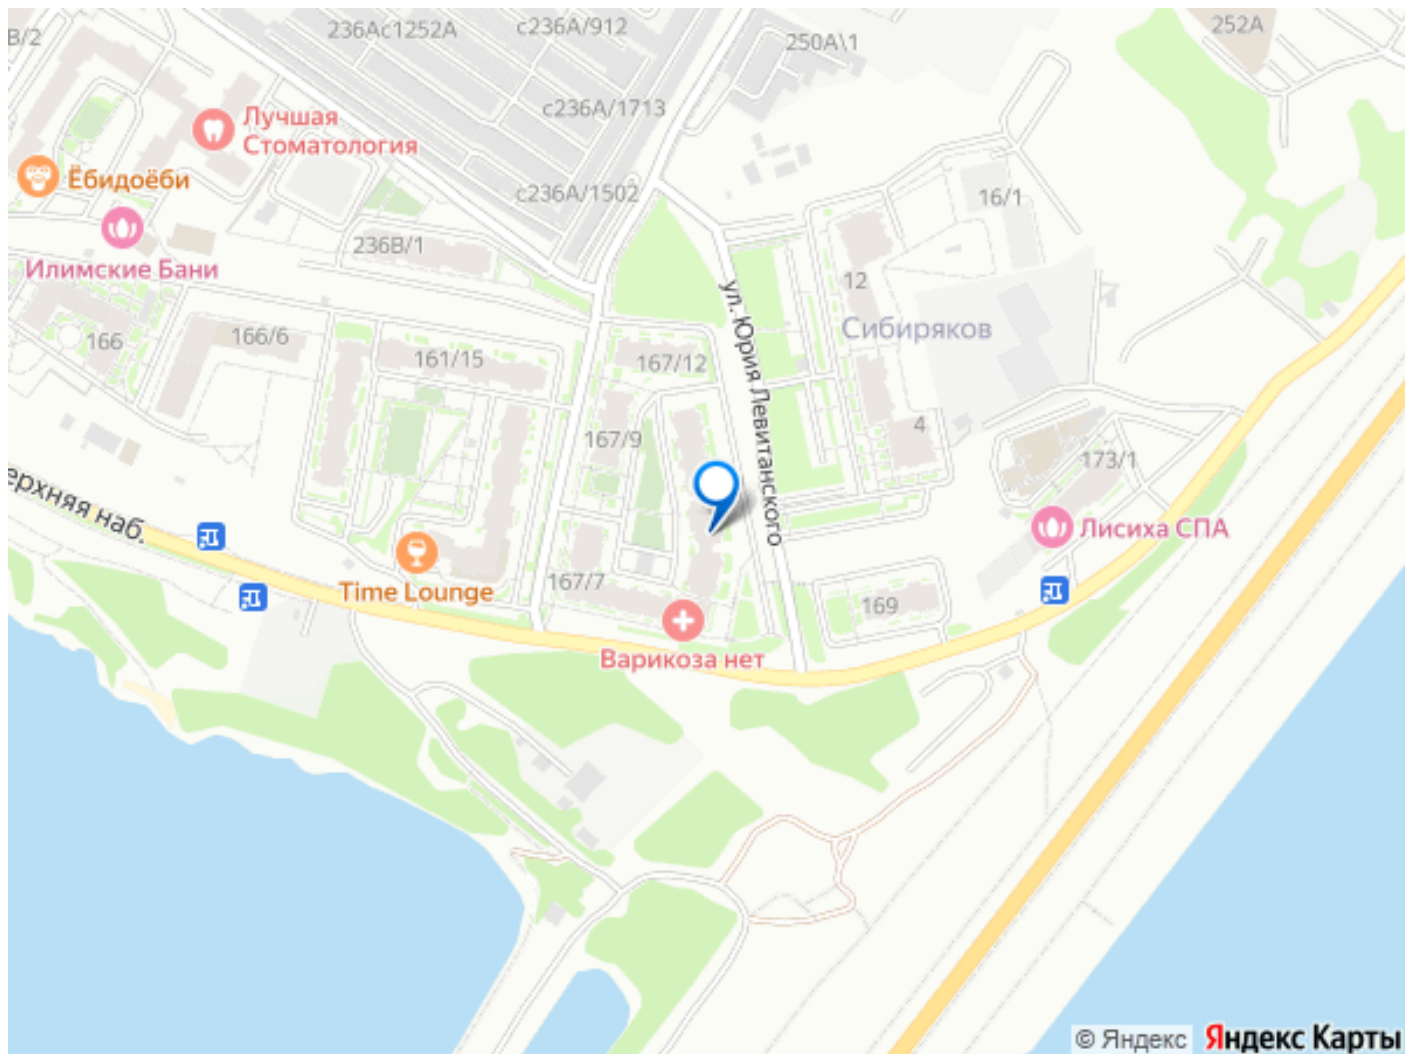 В/2
236Ас1252А
с236А/912
250А\1
252А
Лучшая
Стоматология
с236А/1713
Ёбидоёби
с236А/1502
16/1
236В/1
Илимские Бани
12
ул. Юрия Левитанского
Сибиряков
166
166/6
161/15
167/12
167/9
4
173/1
ерхняя наб.
Лисиха СПА
Time Lounge
167/7
169
Варикоза нет
© Яндекс
Яндекс Карты